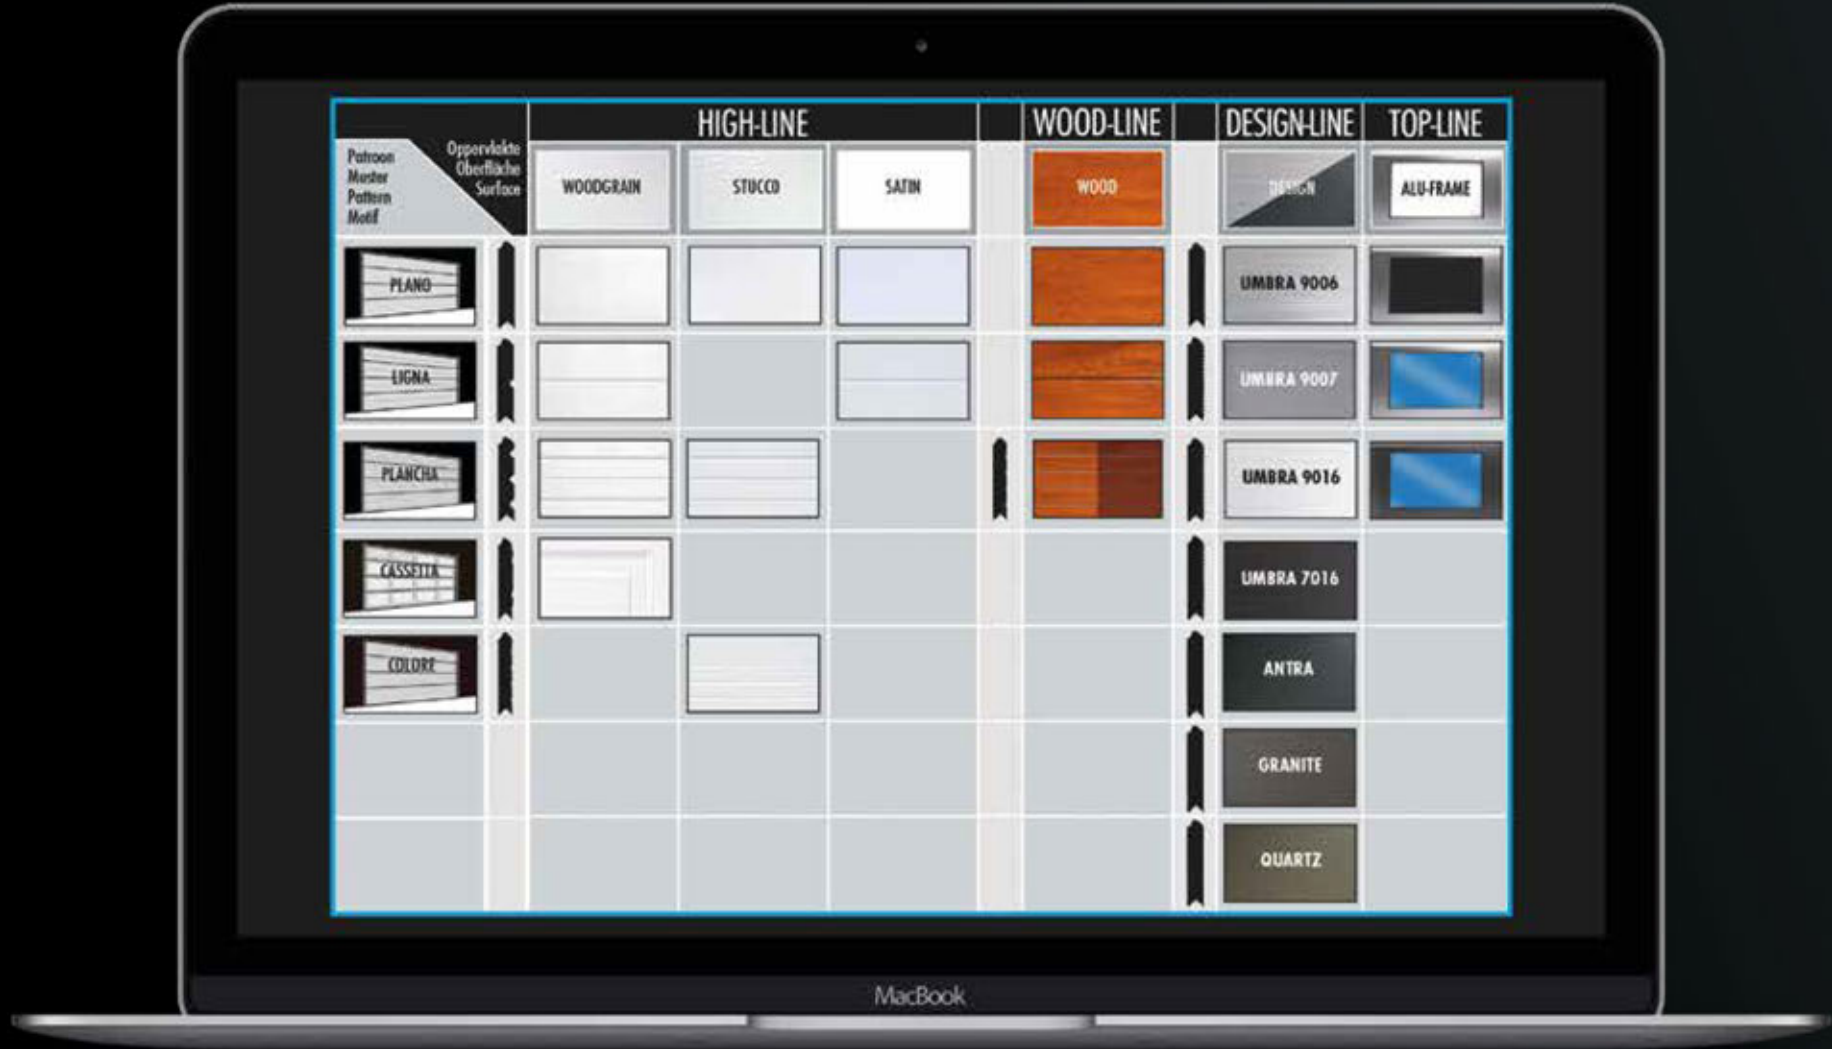 HIGH-LINE
WOOD-LINE
DESIGN-LINE
TOP-LINE
Patroon
Muster
Pattern
Motif
Oppervlakte
Oberfläche
Surface
WOODGRAIN
STUCCO
SATIN
WOOD
DESIGN
ALU-FRAME
PLANO
UMBRA 9006
LIGNA
UMBRA 9007
PLANCHA
UMBRA 9016
CASSETTA
UMBRA 7016
COLORE
ANTRA
GRANITE
QUARTZ
MacBook